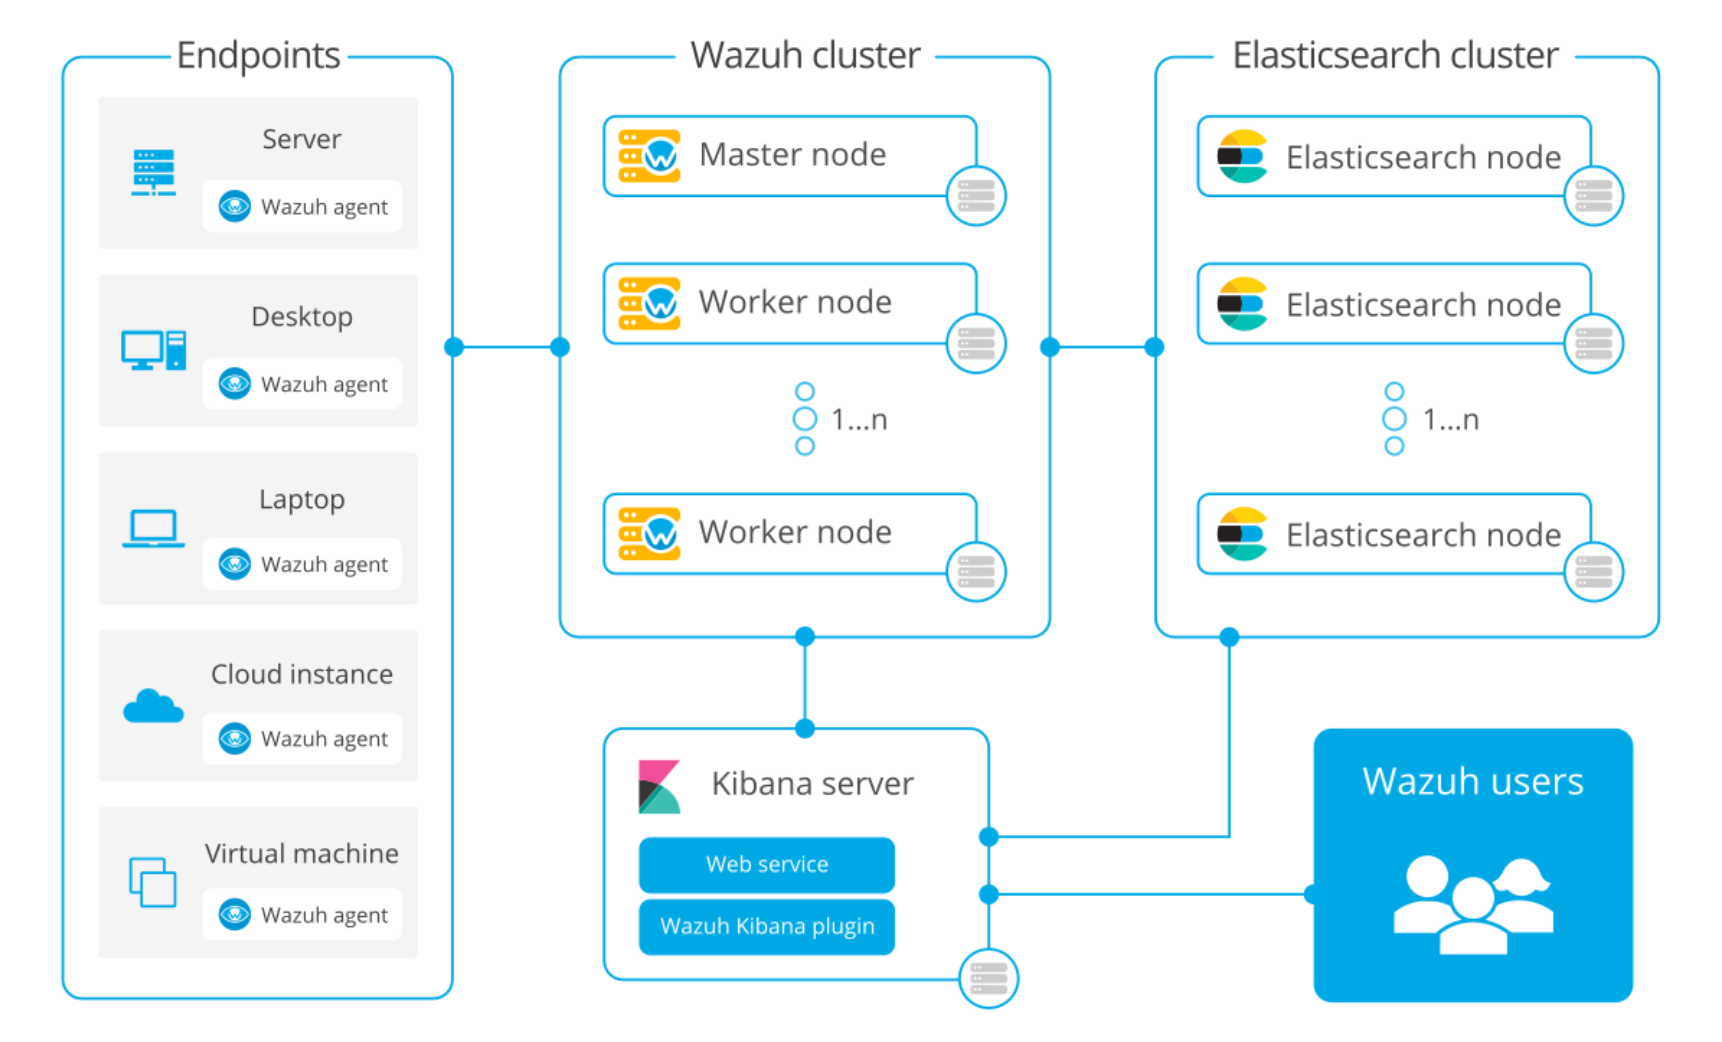 Endpoints
Server
Wazuh agent
Desktop
Wazuh agent
Laptop
Wazuh agent
Cloud instance
Wazuh agent
Virtual machine
Wazuh agent
Wazuh cluster
Master node
Worker node
1...n
Worker node
Elasticsearch cluster
Elasticsearch node
Elasticsearch node
1...n
Elasticsearch node
Kibana server
Web service
Wazuh Kibana plugin
Wazuh users